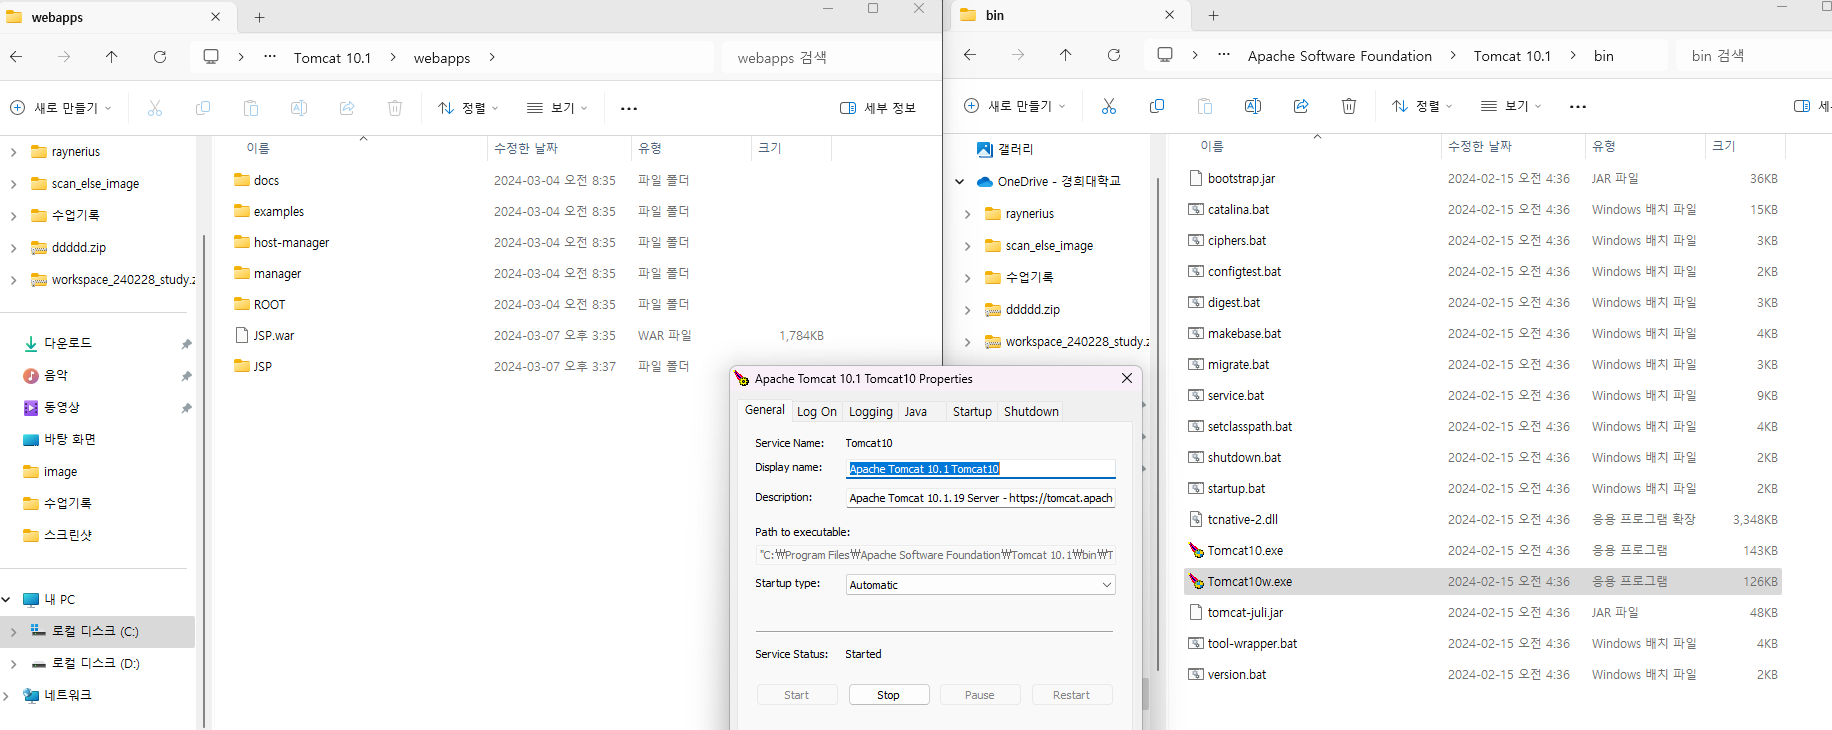 webapps
Tomcat 10.1 > webapps >
webapps 검색
새로 만들기
정렬
보기
세부 정보
raynerius
scan_else_image
수업기록
ddddd.zip
workspace_240228_study.z
다운로드
음악
동영상
바탕 화면
image
수업기록
스크린샷
내 PC
로컬 디스크 (C:)
로컬 디스크 (D:)
네트워크
이름 수정한 날짜 유형 크기
docs 2024-03-04 오전 8:35 파일 폴더
examples 2024-03-04 오전 8:35 파일 폴더
host-manager 2024-03-04 오전 8:35 파일 폴더
manager 2024-03-04 오전 8:35 파일 폴더
ROOT 2024-03-04 오전 8:35 파일 폴더
JSP.war 2024-03-07 오후 3:35 WAR 파일 1,784KB
JSP 2024-03-07 오후 3:37 파일 폴더
bin
Apache Software Foundation > Tomcat 10.1 > bin
bin 검색
새로 만들기
정렬
보기
세
갤러리
OneDrive - 경희대학교
raynerius
scan_else_image
수업기록
ddddd.zip
workspace_240228_study.z
이름 수정한 날짜 유형 크기
bootstrap.jar 2024-02-15 오전 4:36 JAR 파일 36KB
catalina.bat 2024-02-15 오전 4:36 Windows 배치 파일 15KB
ciphers.bat 2024-02-15 오전 4:36 Windows 배치 파일 3KB
configtest.bat 2024-02-15 오전 4:36 Windows 배치 파일 2KB
digest.bat 2024-02-15 오전 4:36 Windows 배치 파일 3KB
makebase.bat 2024-02-15 오전 4:36 Windows 배치 파일 4KB
migrate.bat 2024-02-15 오전 4:36 Windows 배치 파일 3KB
service.bat 2024-02-15 오전 4:36 Windows 배치 파일 9KB
setclasspath.bat 2024-02-15 오전 4:36 Windows 배치 파일 4KB
shutdown.bat 2024-02-15 오전 4:36 Windows 배치 파일 2KB
startup.bat 2024-02-15 오전 4:36 Windows 배치 파일 2KB
tcnative-2.dll 2024-02-15 오전 4:36 응용 프로그램 확장 3,348KB
Tomcat10.exe 2024-02-15 오전 4:36 응용 프로그램 143KB
Tomcat10w.exe 2024-02-15 오전 4:36 응용 프로그램 126KB
tomcat-juli.jar 2024-02-15 오전 4:36 JAR 파일 48KB
tool-wrapper.bat 2024-02-15 오전 4:36 Windows 배치 파일 4KB
version.bat 2024-02-15 오전 4:36 Windows 배치 파일 2KB
Apache Tomcat 10.1 Tomcat10 Properties
General Log On Logging Java Startup Shutdown
Service Name: Tomcat10
Display name: Apache Tomcat 10.1 Tomcat10
Description: Apache Tomcat 10.1.19 Server - https://tomcat.apach
Path to executable:
"C:₩Program Files₩Apache Software Foundation₩Tomcat 10.1₩bin₩T
Startup type: Automatic
Service Status: Started
Start Stop Pause Restart